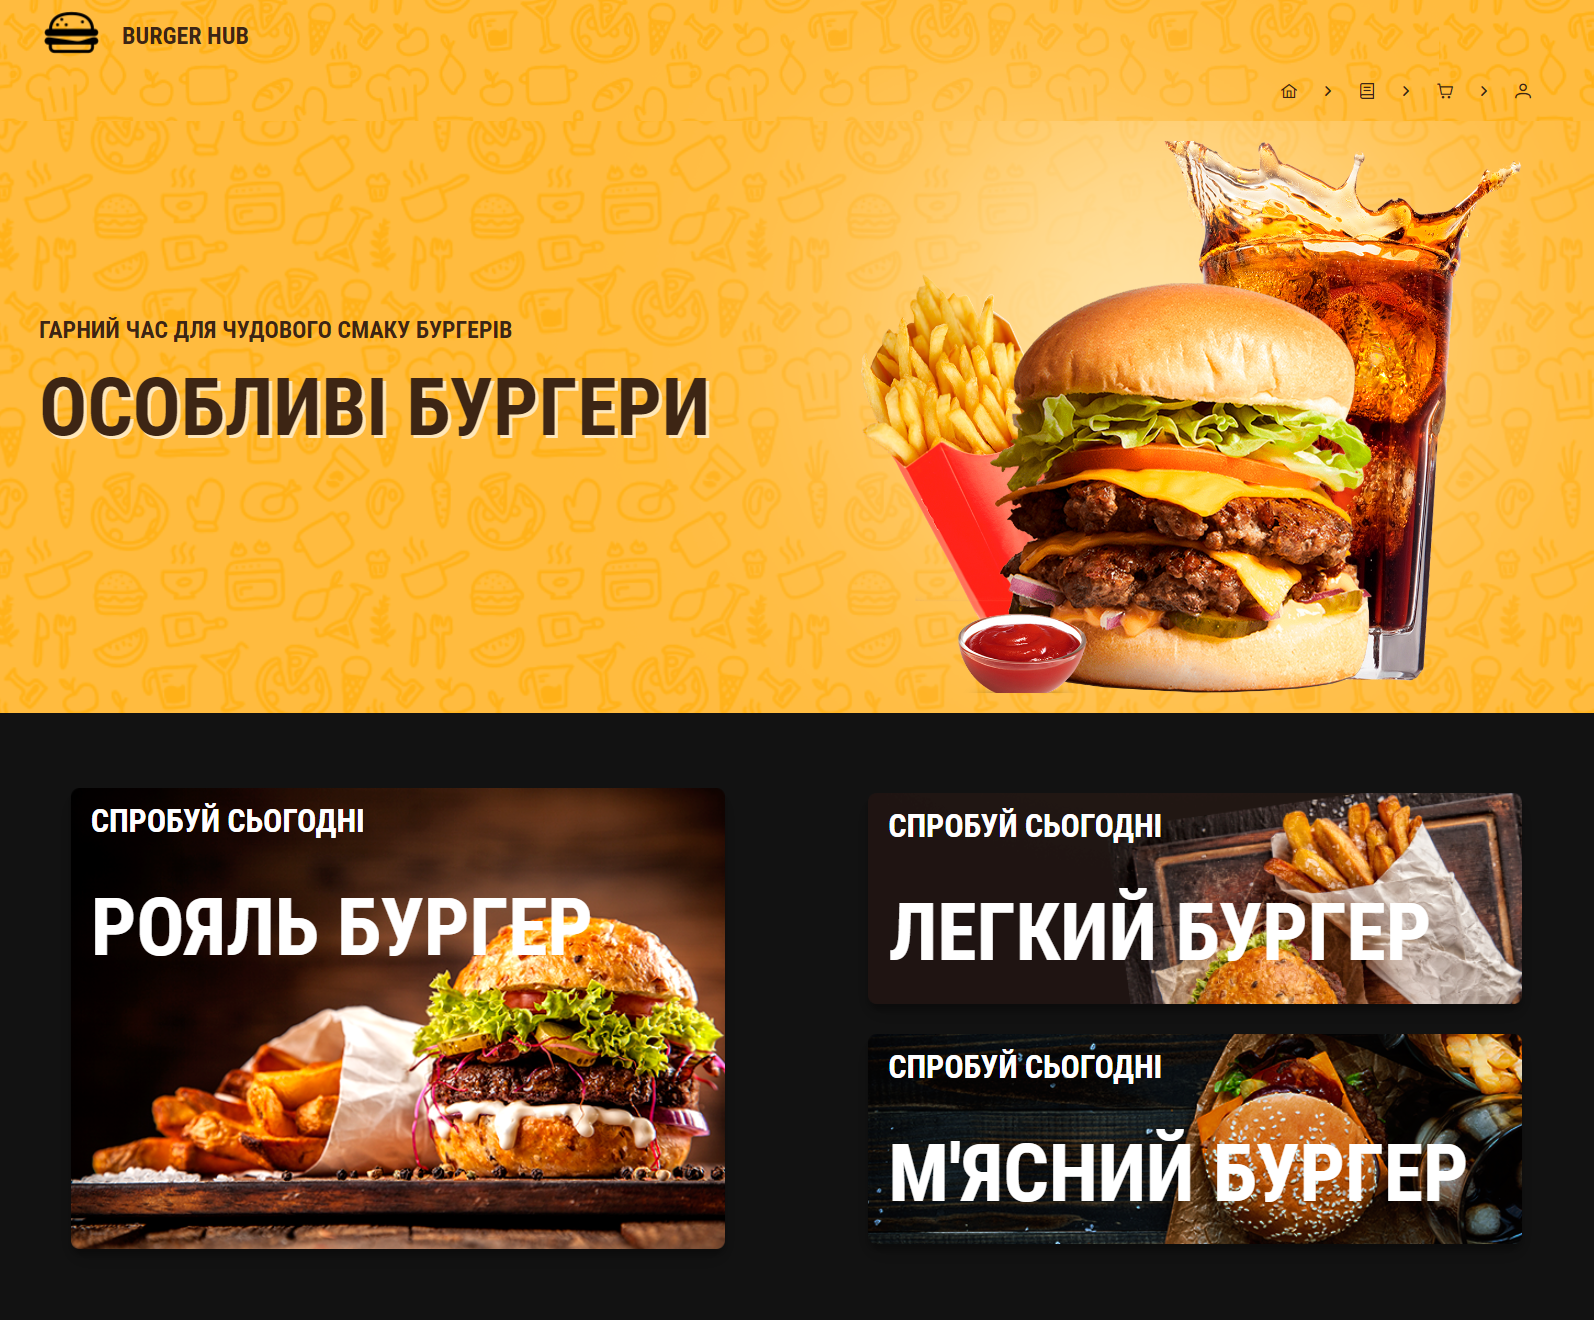 BURGER HUB
ГАРНИЙ ЧАС ДЛЯ ЧУДОВОГО СМАКУ БУРГЕРІВ
ОСОБЛИВІ БУРГЕРИ
СПРОБУЙ СЬОГОДНІ
РОЯЛЬ БУРГЕР
СПРОБУЙ СЬОГОДНІ
ЛЕГКИЙ БУРГЕР
СПРОБУЙ СЬОГОДНІ
М'ЯСНИЙ БУРГЕР